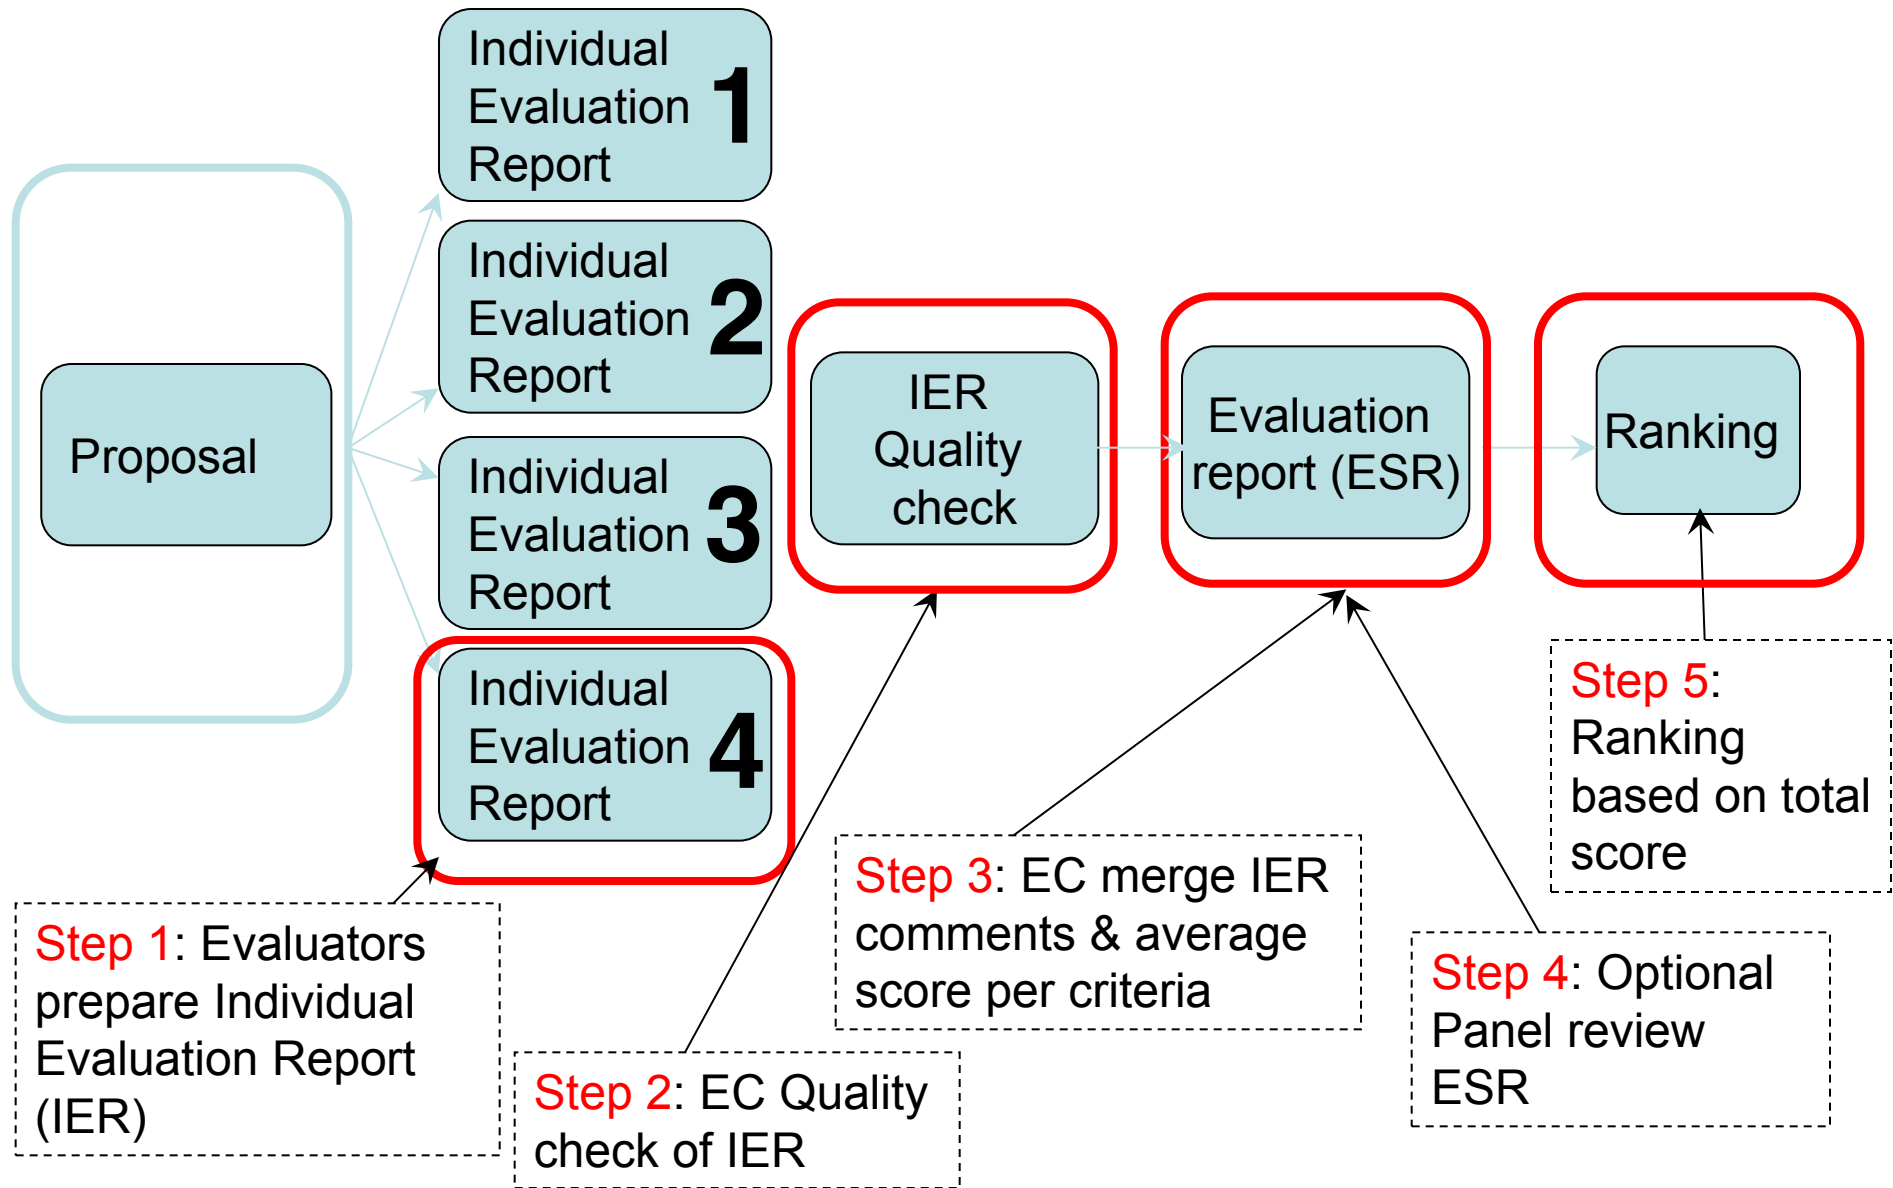 Individual
Evaluation
Report
1
Individual
Evaluation
Report
2
Individual
Evaluation
Report
3
Individual
Evaluation
Report
4
Proposal
IER
Quality
check
Evaluation
report (ESR)
Ranking
Step 1: Evaluators
prepare Individual
Evaluation Report
(IER)
Step 2: EC Quality
check of IER
Step 3: EC merge IER
comments & average
score per criteria
Step 4: Optional
Panel review
ESR
Step 5:
Ranking
based on total
score